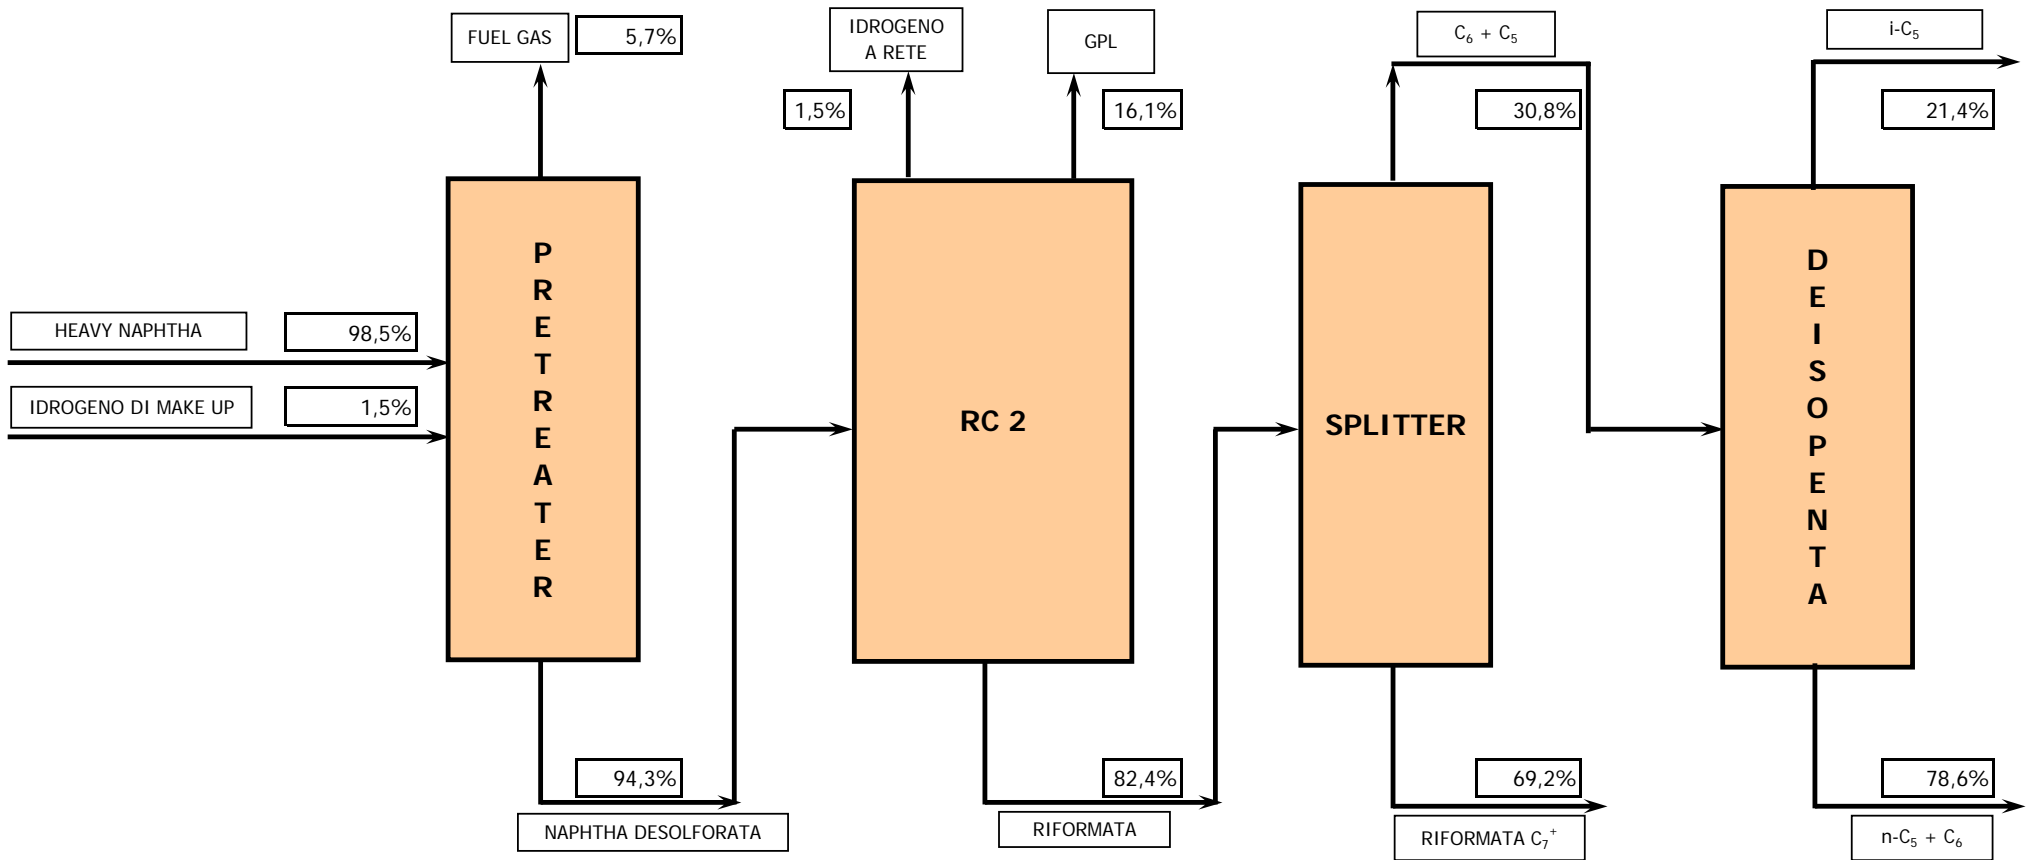 FUEL GAS
5,7%
IDROGENO
A RETE
1,5%
GPL
16,1%
C₆ + C₅
30,8%
i-C₅
21,4%
HEAVY NAPHTHA
98,5%
IDROGENO DI MAKE UP
1,5%
PRETREATER
RC 2
SPLITTER
DEISOPENTA
94,3%
NAPHTHA DESOLFORATA
82,4%
RIFORMATA
69,2%
RIFORMATA C₇⁺
78,6%
n-C₅ + C₆